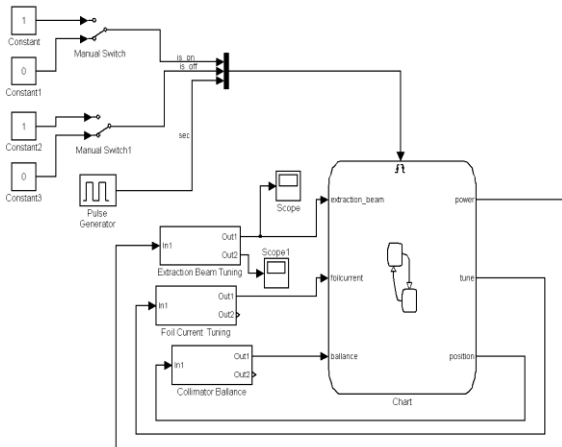 1
Constant
Manual Switch
0
Constant1
is_on
is_off
1
Constant2
Manual Switch1
sec
0
Constant3
Pulse
Generator
Scope
extraction_beam
power
In1
Out1
Out2
Extraction Beam Tuning
Scope1
In1
Out1
Out2
Foil Current Tuning
foilcurrent
tune
In1
Out1
Out2
Collimator Ballance
ballance
position
Chart